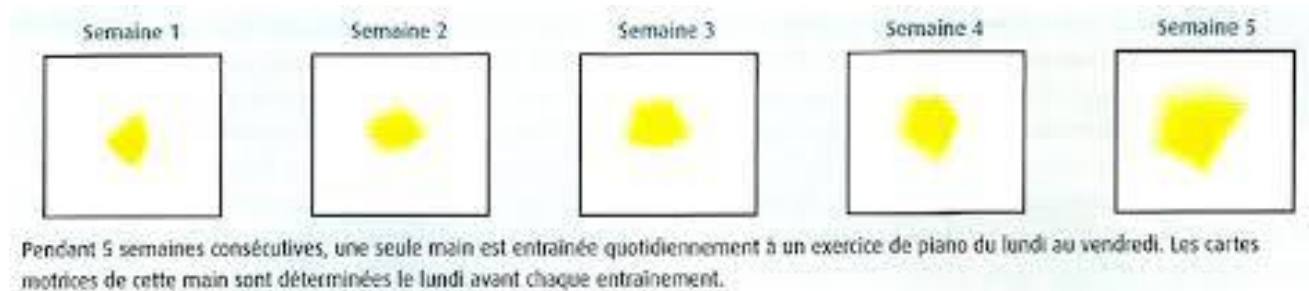 Semaine 1
Semaine 2
Semaine 3
Semaine 4
Semaine 5
Pendant 5 semaines consécutives, une seule main est entraînée quotidiennement à un exercice de piano du lundi au vendredi. Les cartes
motrices de cette main sont déterminées le lundi avant chaque entraînement.